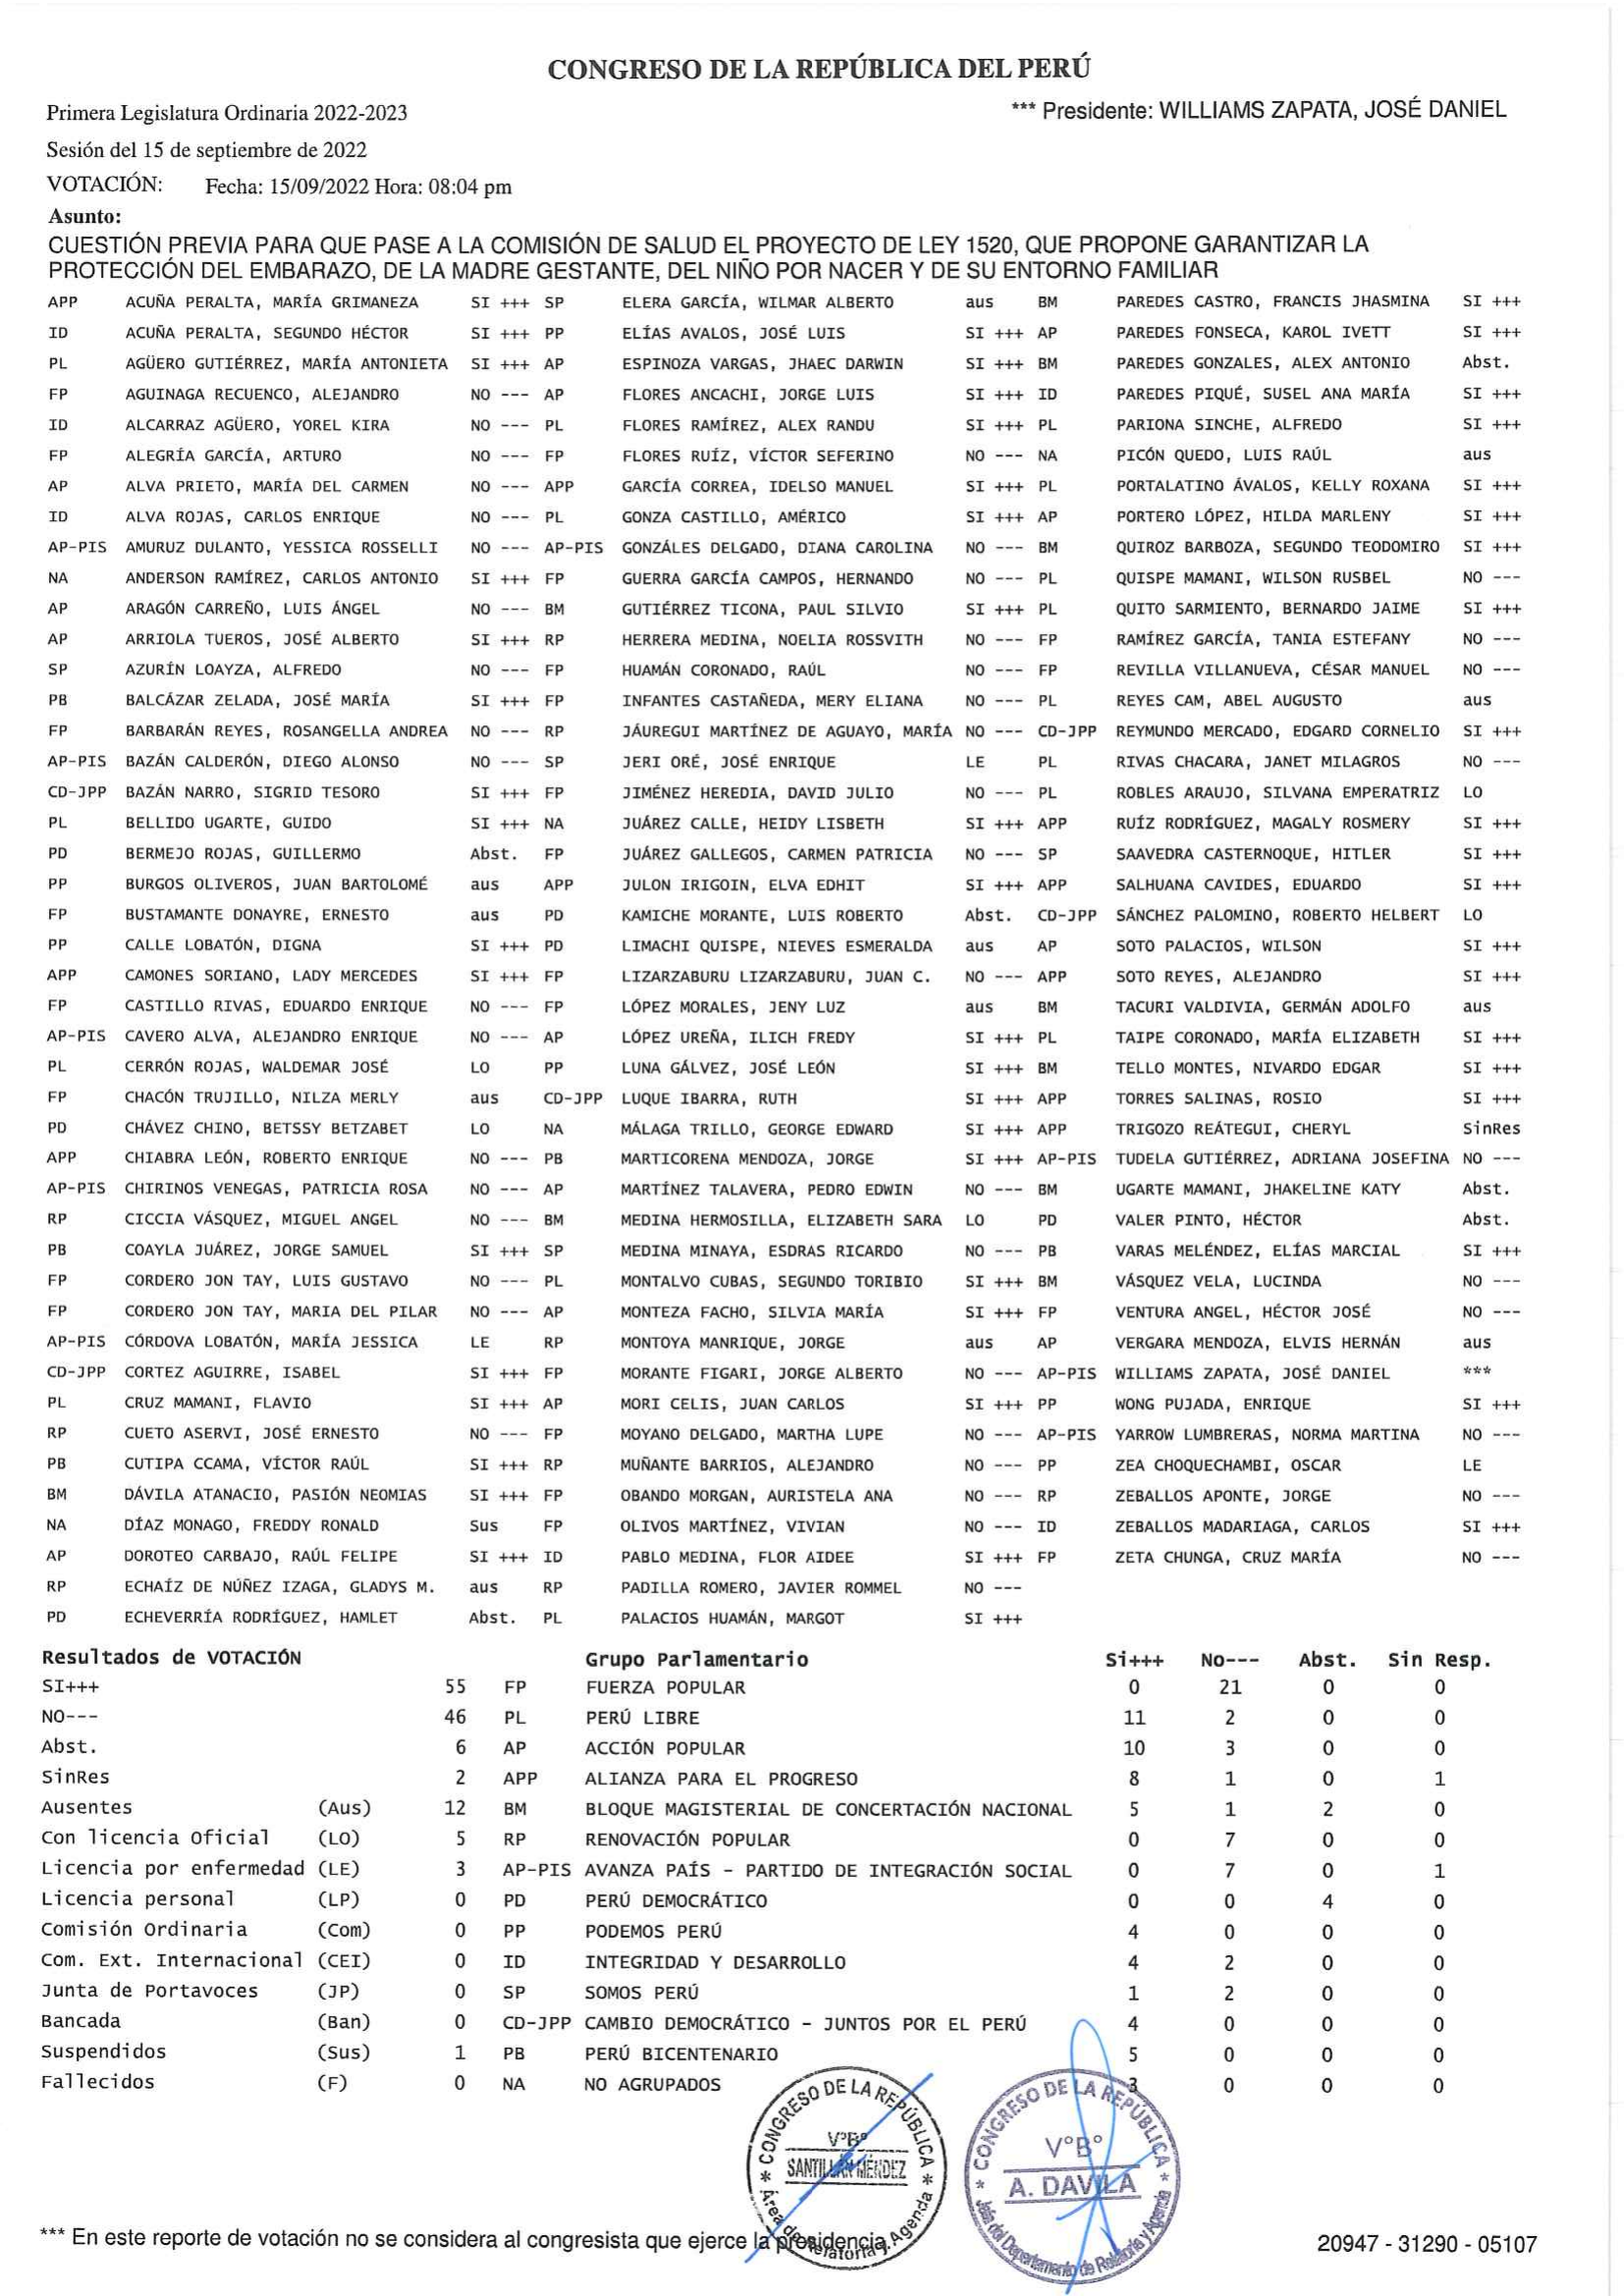 CONGRESO DE LA REPÚBLICA DEL PERÚ
Primera Legislatura Ordinaria 2022-2023 *** Presidente: WILLIAMS ZAPATA, JOSÉ DANIEL
Sesión del 15 de septiembre de 2022
VOTACIÓN: Fecha: 15/09/2022 Hora: 08:04 pm
Asunto:
CUESTIÓN PREVIA PARA QUE PASE A LA COMISIÓN DE SALUD EL PROYECTO DE LEY 1520, QUE PROPONE GARANTIZAR LA
PROTECCIÓN DEL EMBARAZO, DE LA MADRE GESTANTE, DEL NIÑO POR NACER Y DE SU ENTORNO FAMILIAR
APP ACUÑA PERALTA, MARÍA GRIMANEZA SI +++ SP ELERA GARCÍA, WILMAR ALBERTO aus BM PAREDES CASTRO, FRANCIS JHASMINA SI +++
ID ACUÑA PERALTA, SEGUNDO HÉCTOR SI +++ PP ELÍAS AVALOS, JOSÉ LUIS SI +++ AP PAREDES FONSECA, KAROL IVETT SI +++
PL AGÜERO GUTIÉRREZ, MARÍA ANTONIETA SI +++ AP ESPINOZA VARGAS, JHAEC DARWIN SI +++ BM PAREDES GONZALES, ALEX ANTONIO Abst.
FP AGUINAGA RECUENCO, ALEJANDRO NO --- AP FLORES ANCACHI, JORGE LUIS SI +++ ID PAREDES PIQUÉ, SUSEL ANA MARÍA SI +++
ID ALCARRAZ AGÜERO, YOREL KIRA NO --- PL FLORES RAMÍREZ, ALEX RANDU SI +++ PL PARIONA SINCHE, ALFREDO SI +++
FP ALEGRÍA GARCÍA, ARTURO NO --- FP FLORES RUÍZ, VÍCTOR SEFERINO NO --- NA PICÓN QUEDO, LUIS RAÚL aus
AP ALVA PRIETO, MARÍA DEL CARMEN NO --- APP GARCÍA CORREA, IDELSO MANUEL SI +++ PL PORTALATINO ÁVALOS, KELLY ROXANA SI +++
ID ALVA ROJAS, CARLOS ENRIQUE NO --- PL GONZA CASTILLO, AMÉRICO SI +++ AP PORTERO LÓPEZ, HILDA MARLENY SI +++
AP-PIS AMURUZ DULANTO, YESSICA ROSSELLI NO --- AP-PIS GONZÁLES DELGADO, DIANA CAROLINA NO --- BM QUIROZ BARBOZA, SEGUNDO TEODOMIRO SI +++
NA ANDERSON RAMÍREZ, CARLOS ANTONIO SI +++ FP GUERRA GARCÍA CAMPOS, HERNANDO NO --- PL QUISPE MAMANI, WILSON RUSBEL NO ---
AP ARAGÓN CARREÑO, LUIS ÁNGEL NO --- BM GUTIÉRREZ TICONA, PAUL SILVIO SI +++ PL QUITO SARMIENTO, BERNARDO JAIME SI +++
AP ARRIOLA TUEROS, JOSÉ ALBERTO SI +++ RP HERRERA MEDINA, NOELIA ROSSVITH NO --- FP RAMÍREZ GARCÍA, TANIA ESTEFANY NO ---
SP AZURÍN LOAYZA, ALFREDO NO --- FP HUAMÁN CORONADO, RAÚL NO --- FP REVILLA VILLANUEVA, CÉSAR MANUEL NO ---
PB BALCÁZAR ZELADA, JOSÉ MARÍA SI +++ FP INFANTES CASTAÑEDA, MERY ELIANA NO --- PL REYES CAM, ABEL AUGUSTO aus
FP BARBARÁN REYES, ROSANGELLA ANDREA NO --- RP JÁUREGUI MARTÍNEZ DE AGUAYO, MARÍA NO --- CD-JPP REYMUNDO MERCADO, EDGARD CORNELIO SI +++
AP-PIS BAZÁN CALDERÓN, DIEGO ALONSO NO --- SP JERI ORÉ, JOSÉ ENRIQUE LE PL RIVAS CHACARA, JANET MILAGROS NO ---
CD-JPP BAZÁN NARRO, SIGRID TESORO SI +++ FP JIMÉNEZ HEREDIA, DAVID JULIO NO --- PL ROBLES ARAUJO, SILVANA EMPERATRIZ LO
PL BELLIDO UGARTE, GUIDO SI +++ NA JUÁREZ CALLE, HEIDY LISBETH SI +++ APP RUÍZ RODRÍGUEZ, MAGALY ROSMERY SI +++
PD BERMEJO ROJAS, GUILLERMO Abst. FP JUÁREZ GALLEGOS, CARMEN PATRICIA NO --- SP SAAVEDRA CASTERNOQUE, HITLER SI +++
PP BURGOS OLIVEROS, JUAN BARTOLOMÉ aus APP JULON IRIGOIN, ELVA EDHIT SI +++ APP SALHUANA CAVIDES, EDUARDO SI +++
FP BUSTAMANTE DONAYRE, ERNESTO aus PD KAMICHE MORANTE, LUIS ROBERTO Abst. CD-JPP SÁNCHEZ PALOMINO, ROBERTO HELBERT LO
PP CALLE LOBATÓN, DIGNA SI +++ PD LIMACHI QUISPE, NIEVES ESMERALDA aus AP SOTO PALACIOS, WILSON SI +++
APP CAMONES SORIANO, LADY MERCEDES SI +++ FP LIZARZABURU LIZARZABURU, JUAN C. NO --- APP SOTO REYES, ALEJANDRO SI +++
FP CASTILLO RIVAS, EDUARDO ENRIQUE NO --- FP LÓPEZ MORALES, JENY LUZ aus BM TACURI VALDIVIA, GERMÁN ADOLFO aus
AP-PIS CAVERO ALVA, ALEJANDRO ENRIQUE NO --- AP LÓPEZ UREÑA, ILICH FREDY SI +++ PL TAIPE CORONADO, MARÍA ELIZABETH SI +++
PL CERRÓN ROJAS, WALDEMAR JOSÉ LO PP LUNA GÁLVEZ, JOSÉ LEÓN SI +++ BM TELLO MONTES, NIVARDO EDGAR SI +++
FP CHACÓN TRUJILLO, NILZA MERLY aus CD-JPP LUQUE IBARRA, RUTH SI +++ APP TORRES SALINAS, ROSIO SI +++
PD CHÁVEZ CHINO, BETSSY BETZABET LO NA MÁLAGA TRILLO, GEORGE EDWARD SI +++ APP TRIGOZO REÁTEGUI, CHERYL SinRes
APP CHIABRA LEÓN, ROBERTO ENRIQUE NO --- PB MARTICORENA MENDOZA, JORGE SI +++ AP-PIS TUDELA GUTIÉRREZ, ADRIANA JOSEFINA NO ---
AP-PIS CHIRINOS VENEGAS, PATRICIA ROSA NO --- AP MARTÍNEZ TALAVERA, PEDRO EDWIN NO --- BM UGARTE MAMANI, JHAKELINE KATY Abst.
RP CICCIA VÁSQUEZ, MIGUEL ANGEL NO --- BM MEDINA HERMOSILLA, ELIZABETH SARA LO PD VALER PINTO, HÉCTOR Abst.
PB COAYLA JUÁREZ, JORGE SAMUEL SI +++ SP MEDINA MINAYA, ESDRAS RICARDO NO --- PB VARAS MELÉNDEZ, ELÍAS MARCIAL SI +++
FP CORDERO JON TAY, LUIS GUSTAVO NO --- PL MONTALVO CUBAS, SEGUNDO TORIBIO SI +++ BM VÁSQUEZ VELA, LUCINDA NO ---
FP CORDERO JON TAY, MARIA DEL PILAR NO --- AP MONTEZA FACHO, SILVIA MARÍA SI +++ FP VENTURA ANGEL, HÉCTOR JOSÉ NO ---
AP-PIS CÓRDOVA LOBATÓN, MARÍA JESSICA LE RP MONTOYA MANRIQUE, JORGE aus AP VERGARA MENDOZA, ELVIS HERNÁN aus
CD-JPP CORTEZ AGUIRRE, ISABEL SI +++ FP MORANTE FIGARI, JORGE ALBERTO NO --- AP-PIS WILLIAMS ZAPATA, JOSÉ DANIEL ***
PL CRUZ MAMANI, FLAVIO SI +++ AP MORI CELIS, JUAN CARLOS SI +++ PP WONG PUJADA, ENRIQUE SI +++
RP CUETO ASERVI, JOSÉ ERNESTO NO --- FP MOYANO DELGADO, MARTHA LUPE NO --- AP-PIS YARROW LUMBRERAS, NORMA MARTINA NO ---
PB CUTIPA CCAMA, VÍCTOR RAÚL SI +++ RP MUÑANTE BARRIOS, ALEJANDRO NO --- PP ZEA CHOQUECHAMBI, OSCAR LE
BM DÁVILA ATANACIO, PASIÓN NEOMIAS SI +++ FP OBANDO MORGAN, AURISTELA ANA NO --- RP ZEBALLOS APONTE, JORGE NO ---
NA DÍAZ MONAGO, FREDDY RONALD Sus FP OLIVOS MARTÍNEZ, VIVIAN NO --- ID ZEBALLOS MADARIAGA, CARLOS SI +++
AP DOROTEO CARBAJO, RAÚL FELIPE SI +++ ID PABLO MEDINA, FLOR AIDEE SI +++ FP ZETA CHUNGA, CRUZ MARÍA NO ---
RP ECHAÍZ DE NÚÑEZ IZAGA, GLADYS M. aus RP PADILLA ROMERO, JAVIER ROMMEL NO ---
PD ECHEVERRÍA RODRÍGUEZ, HAMLET Abst. PL PALACIOS HUAMÁN, MARGOT SI +++
Resultados de VOTACIÓN Grupo Parlamentario Si+++ No--- Abst. Sin Resp.
SI+++ 55 FP FUERZA POPULAR 0 21 0 0
NO--- 46 PL PERÚ LIBRE 11 2 0 0
Abst. 6 AP ACCIÓN POPULAR 10 3 0 0
SinRes 2 APP ALIANZA PARA EL PROGRESO 8 1 0 1
Ausentes (Aus) 12 BM BLOQUE MAGISTERIAL DE CONCERTACIÓN NACIONAL 5 1 2 0
Con licencia Oficial (LO) 5 RP RENOVACIÓN POPULAR 0 7 0 0
Licencia por enfermedad (LE) 3 AP-PIS AVANZA PAÍS - PARTIDO DE INTEGRACIÓN SOCIAL 0 7 0 1
Licencia personal (LP) 0 PD PERÚ DEMOCRÁTICO 0 0 4 0
Comisión Ordinaria (Com) 0 PP PODEMOS PERÚ 4 0 0 0
Com. Ext. Internacional (CEI) 0 ID INTEGRIDAD Y DESARROLLO 4 2 0 0
Junta de Portavoces (JP) 0 SP SOMOS PERÚ 1 2 0 0
Bancada (Ban) 0 CD-JPP CAMBIO DEMOCRÁTICO - JUNTOS POR EL PERÚ 4 0 0 0
Suspendidos (Sus) 1 PB PERÚ BICENTENARIO 5 0 0 0
Fallecidos (F) 0 NA NO AGRUPADOS 3 0 0 0
* CONGRESO DE LA REPÚBLICA *
V°B°
SANTILLÁN MÉNDEZ
Área de Relatoría y Agenda
* CONGRESO DE LA REPÚBLICA *
V°B°
A. DAVILA
Jefa del Departamento de Relatoría y Agenda
*** En este reporte de votación no se considera al congresista que ejerce la presidencia. 20947 - 31290 - 05107